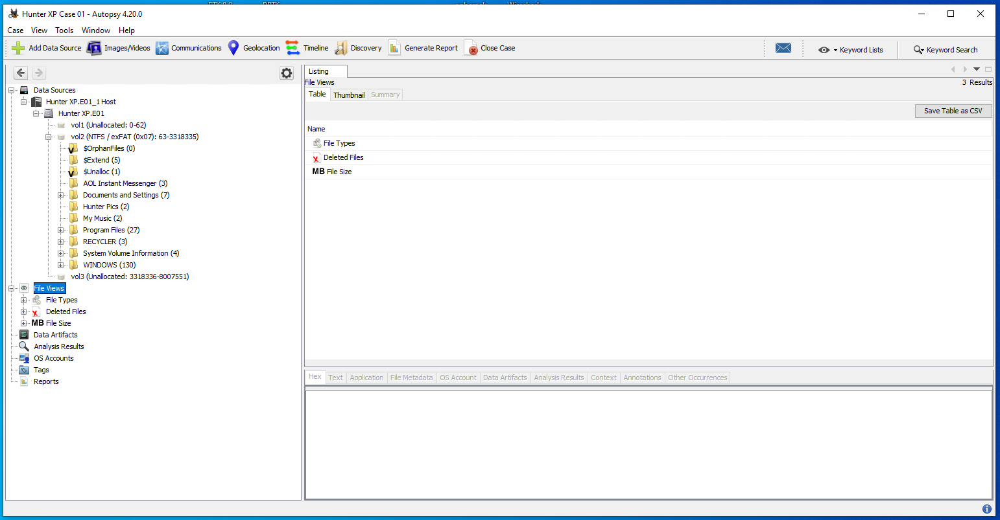 Hunter XP Case 01 - Autopsy 4.20.0
Case View Tools Window Help
Add Data Source Images/Videos Communications Geolocation Timeline Discovery Generate Report Close Case Keyword Lists Keyword Search
Data Sources
Hunter XP.E01_1 Host
Hunter XP.E01
vol1 (Unallocated: 0-62)
vol2 (NTFS / exFAT (0x07): 63-3318335)
$OrphanFiles (0)
$Extend (5)
$Unalloc (1)
AOL Instant Messenger (3)
Documents and Settings (7)
Hunter Pics (2)
My Music (2)
Program Files (27)
RECYCLER (3)
System Volume Information (4)
WINDOWS (130)
vol3 (Unallocated: 3318336-8007551)
File Views
File Types
Deleted Files
MB File Size
Data Artifacts
Analysis Results
OS Accounts
Tags
Reports
Listing
File Views 3 Results
Table Thumbnail Summary
Save Table as CSV
Name
File Types
Deleted Files
MB File Size
Hex Text Application File Metadata OS Account Data Artifacts Analysis Results Context Annotations Other Occurrences